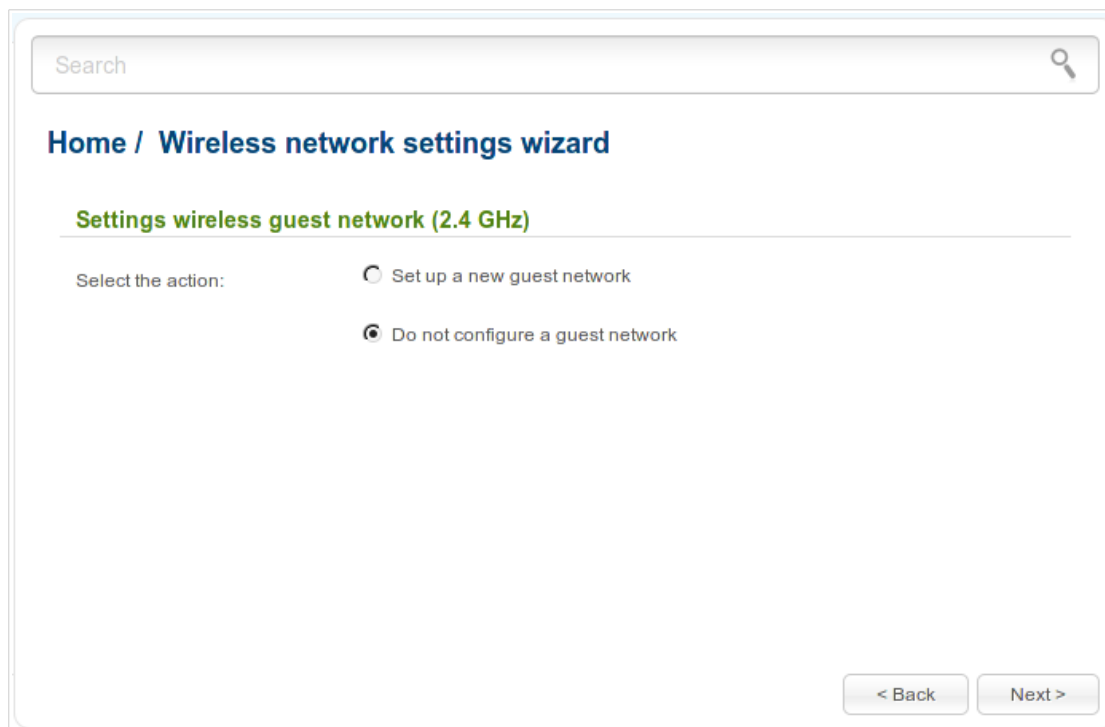 Search
Home / Wireless network settings wizard
Settings wireless guest network (2.4 GHz)
Select the action:
Set up a new guest network
Do not configure a guest network
< Back
Next >